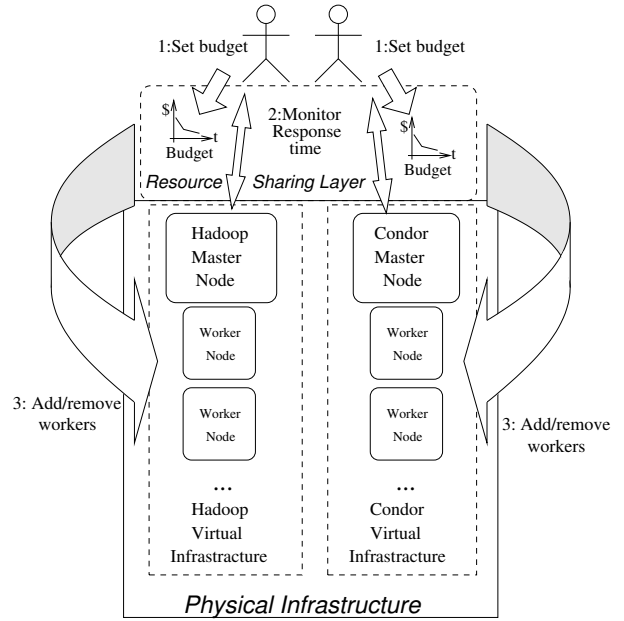 1:Set budget
1:Set budget
2:Monitor
Response
time
$
t
Budget
$
t
Budget
Resource Sharing Layer
Hadoop
Master
Node
Condor
Master
Node
Worker
Node
Worker
Node
Worker
Node
Worker
Node
3: Add/remove
workers
3: Add/remove
workers
...
Hadoop
Virtual
Infrastracture
...
Condor
Virtual
Infrastracture
Physical Infrastructure